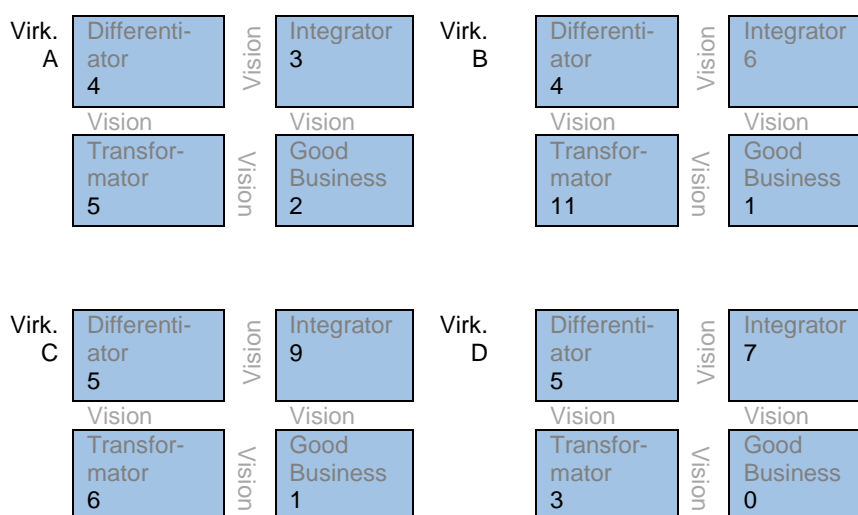 Virk.
A
Differenti-
ator
4
Vision
Integrator
3
Vision
Vision
Transfor-
mator
5
Vision
Good
Business
2
Virk.
B
Differenti-
ator
4
Vision
Integrator
6
Vision
Vision
Transfor-
mator
11
Vision
Good
Business
1
Virk.
C
Differenti-
ator
5
Vision
Integrator
9
Vision
Vision
Transfor-
mator
6
Vision
Good
Business
1
Virk.
D
Differenti-
ator
5
Vision
Integrator
7
Vision
Vision
Transfor-
mator
3
Vision
Good
Business
0